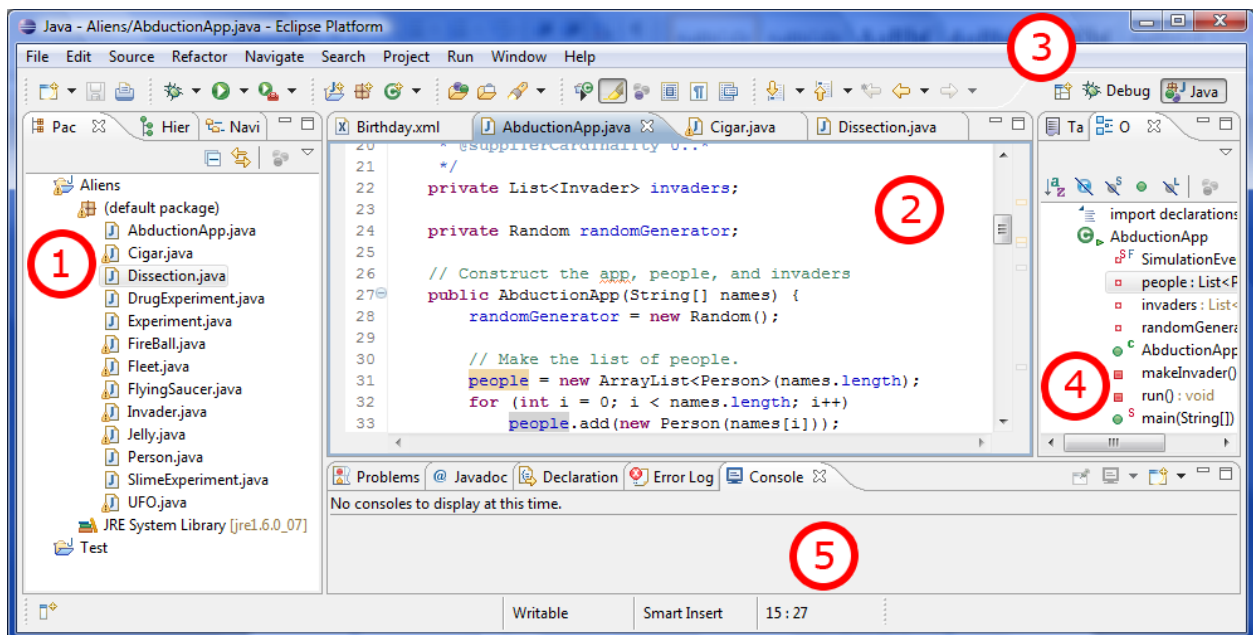 Java - Aliens/AbductionApp.java - Eclipse Platform
File Edit Source Refactor Navigate Search Project Run Window Help
3
Debug Java
Pac Hier Navi
Aliens
(default package)
AbductionApp.java
Cigar.java
Dissection.java
DrugExperiment.java
Experiment.java
FireBall.java
Fleet.java
FlyingSaucer.java
Invader.java
Jelly.java
Person.java
SlimeExperiment.java
UFO.java
JRE System Library [jre1.6.0_07]
Test
1
Birthday.xml AbductionApp.java Cigar.java Dissection.java
20 * @supplierCardinality 0..*
21 */
22 private List<Invader> invaders;
23
24 private Random randomGenerator;
25
26 // Construct the app, people, and invaders
27 public AbductionApp(String[] names) {
28 randomGenerator = new Random();
29
30 // Make the list of people.
31 people = new ArrayList<Person>(names.length);
32 for (int i = 0; i < names.length; i++)
33 people.add(new Person(names[i]));
2
Ta O
import declarations
AbductionApp
SimulationEve
people : List<P
invaders : List<
randomGenera
AbductionApp
makeInvader()
run() : void
main(String[])
4
Problems @ Javadoc Declaration Error Log Console
No consoles to display at this time.
5
Writable Smart Insert 15 : 27